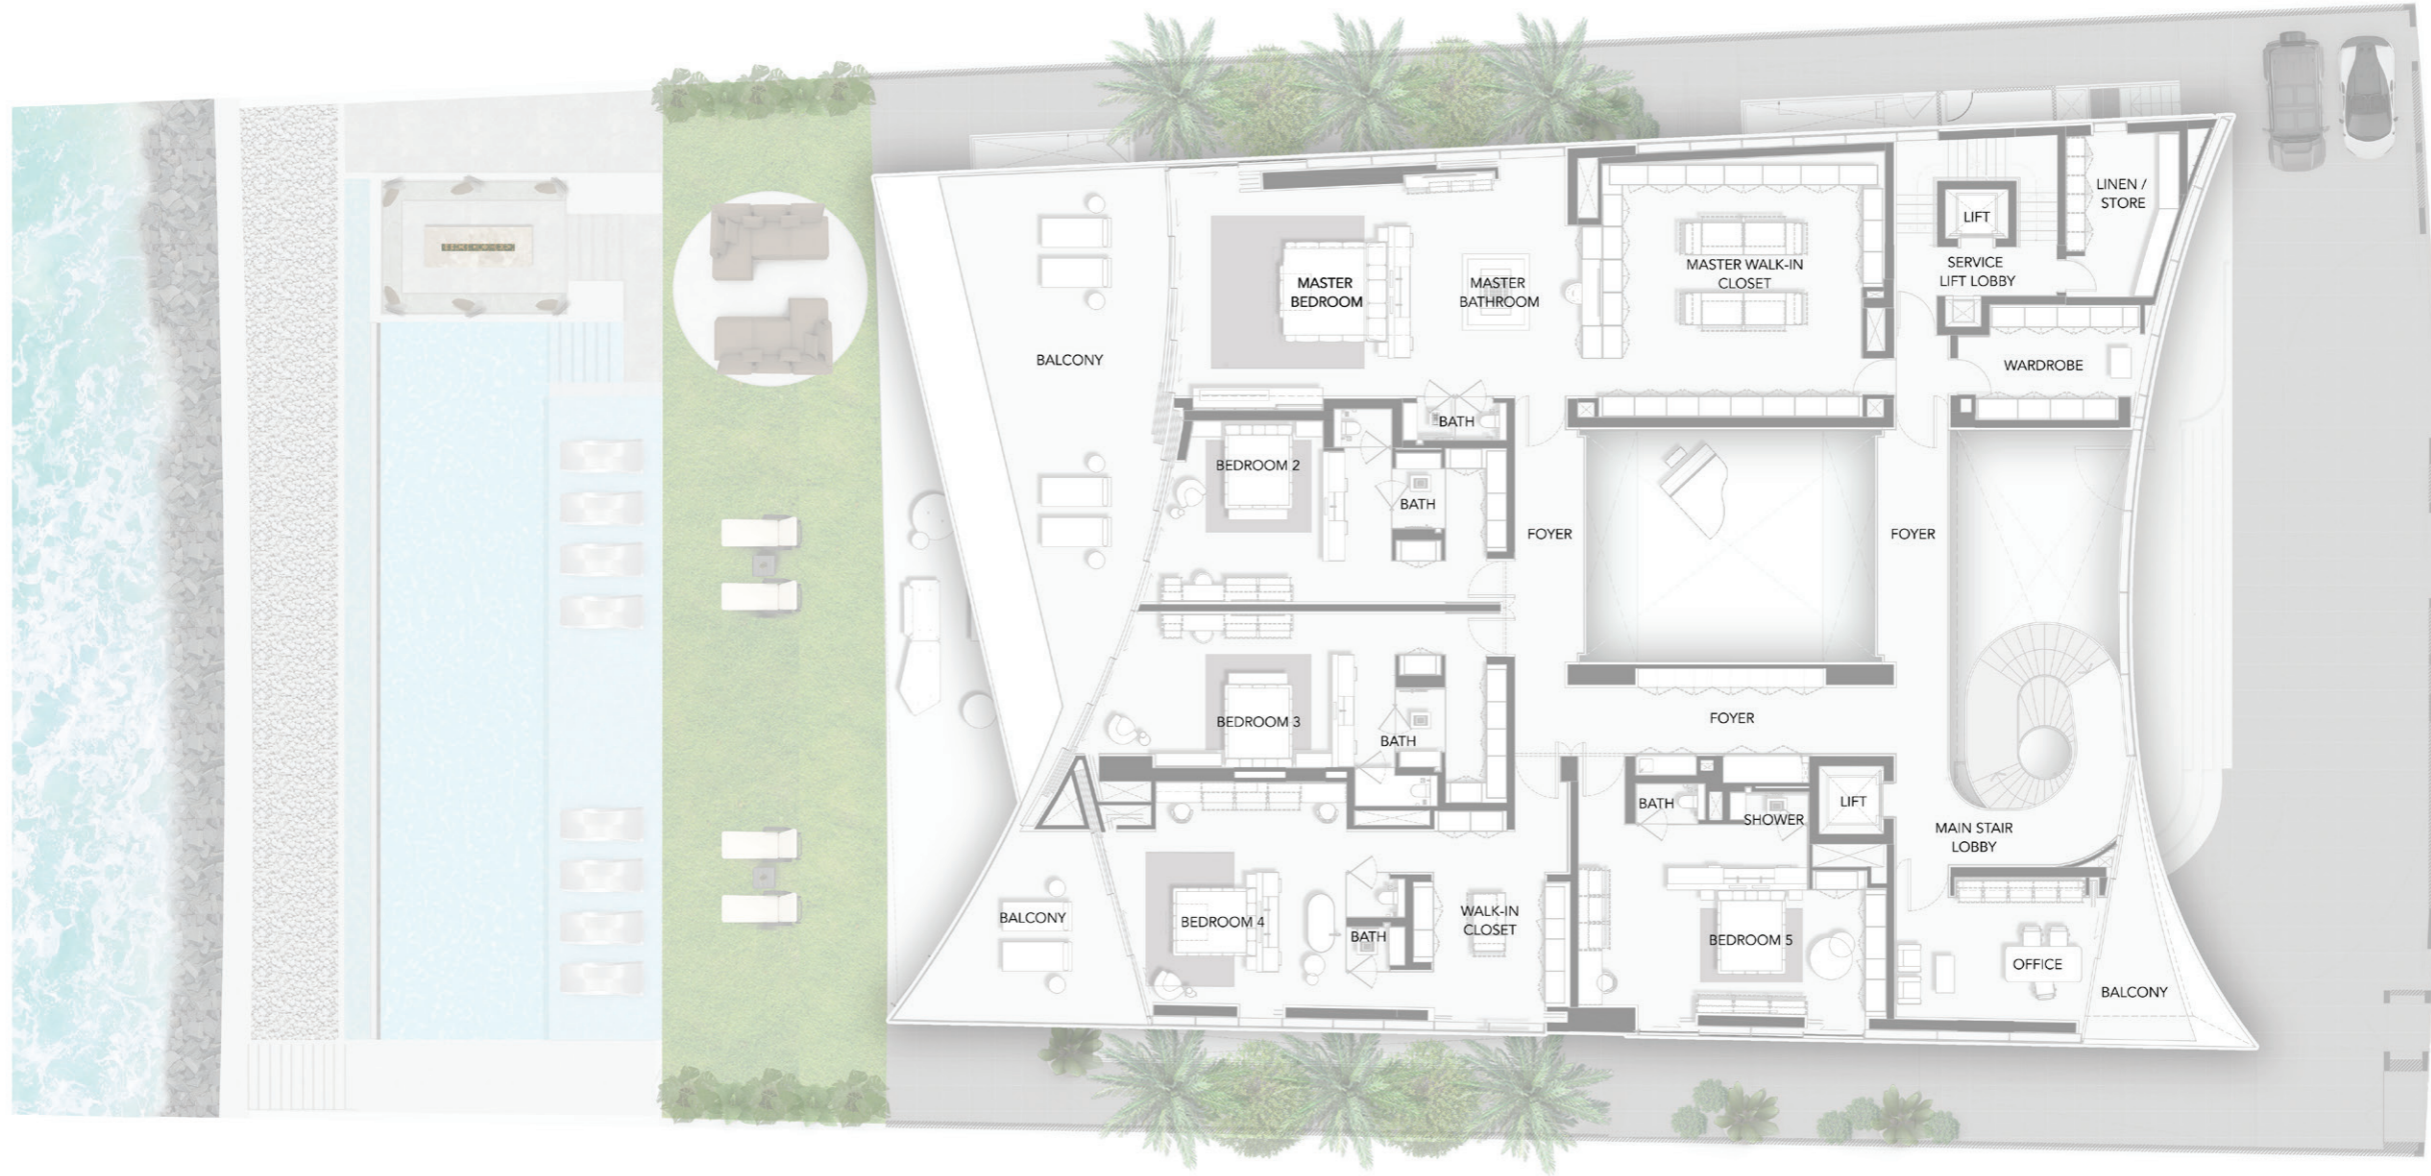 LINEN /
STORE
LIFT
SERVICE
LIFT LOBBY
MASTER WALK-IN
CLOSET
MASTER
BEDROOM
MASTER
BATHROOM
BALCONY
WARDROBE
BATH
BEDROOM 2
BATH
FOYER
FOYER
FOYER
BEDROOM 3
BATH
BATH
SHOWER
LIFT
MAIN STAIR
LOBBY
BALCONY
BEDROOM 4
BATH
WALK-IN
CLOSET
BEDROOM 5
OFFICE
BALCONY